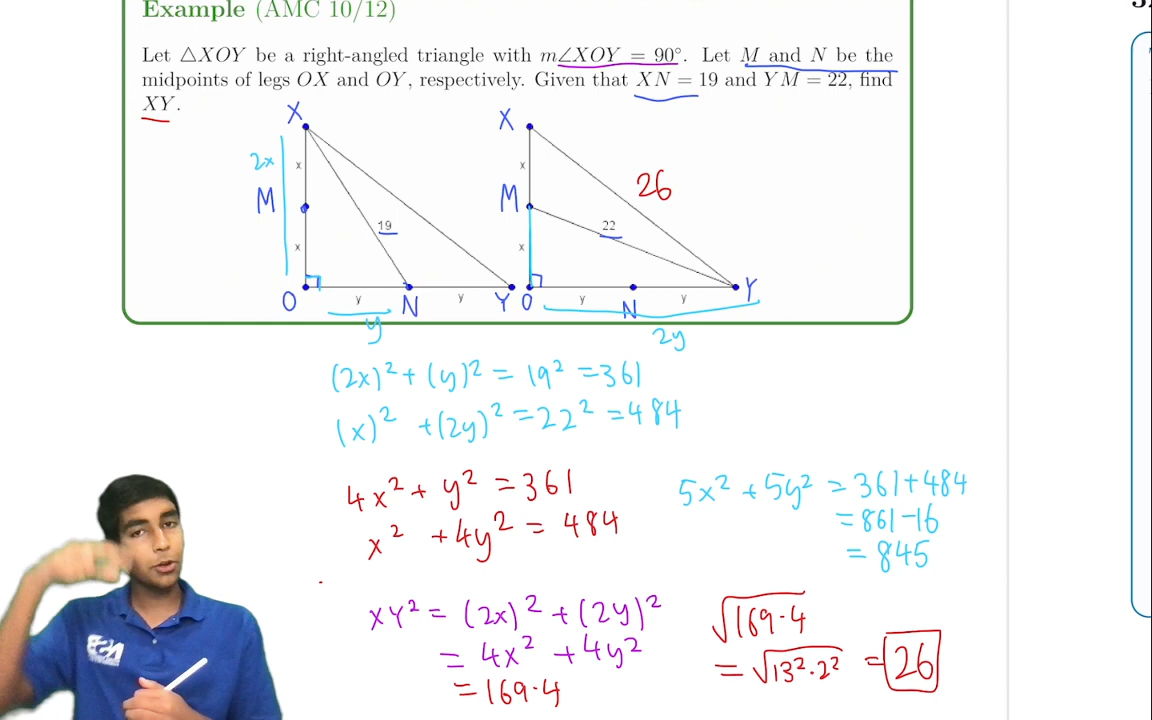 Example (AMC 10/12)
Let △XOY be a right-angled triangle with m∠XOY = 90°. Let M and N be the
midpoints of legs OX and OY, respectively. Given that XN = 19 and YM = 22, find
XY.
X
2x
x
M
19
x
O
y
N
y
Y
y
X
x
M
26
22
x
O
y
N
y
Y
2y
(2x)² + (y)² = 19² = 361
(x)² + (2y)² = 22² = 484
4x² + y² = 361
x² + 4y² = 484
5x² + 5y² = 361+484
= 861-16
= 845
XY² = (2x)² + (2y)²
= 4x² + 4y²
= 169·4
√169·4
= √13²·2² = 26